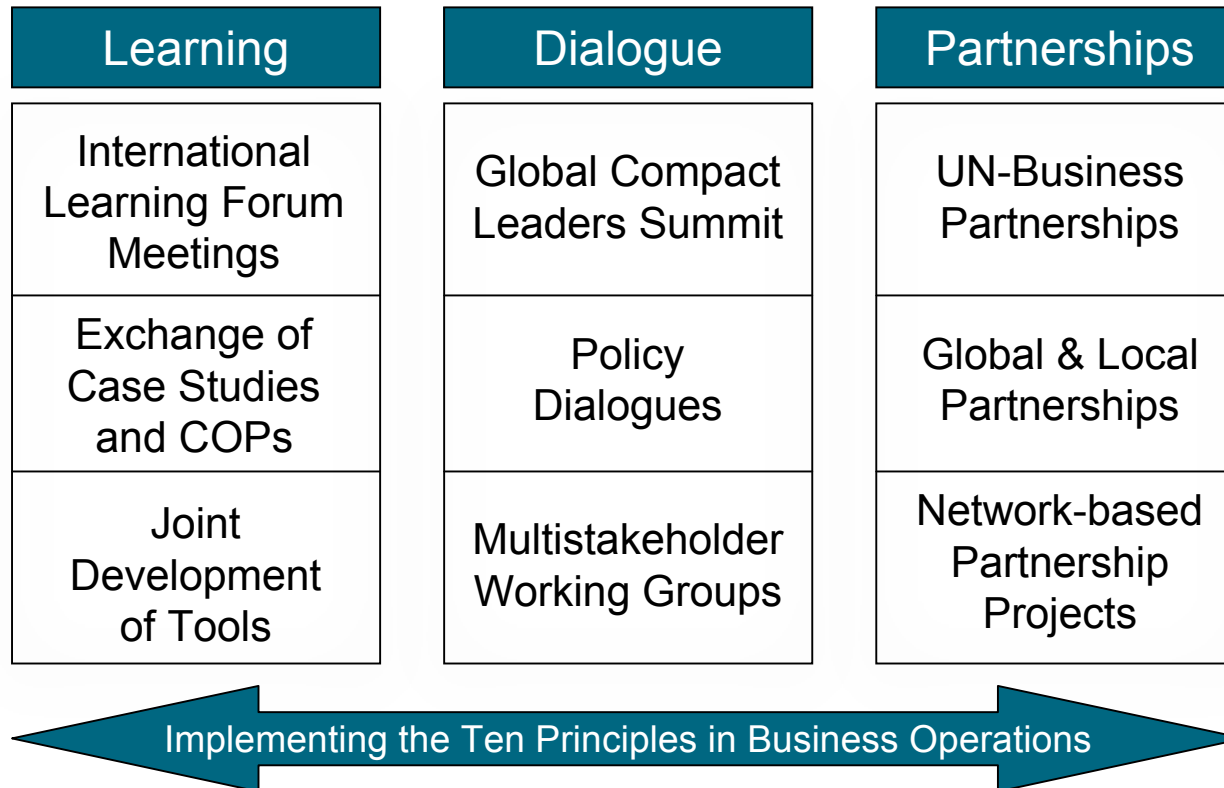 Learning
International
Learning Forum
Meetings
Exchange of
Case Studies
and COPs
Joint
Development
of Tools
Dialogue
Global Compact
Leaders Summit
Policy
Dialogues
Multistakeholder
Working Groups
Partnerships
UN-Business
Partnerships
Global & Local
Partnerships
Network-based
Partnership
Projects
Implementing the Ten Principles in Business Operations